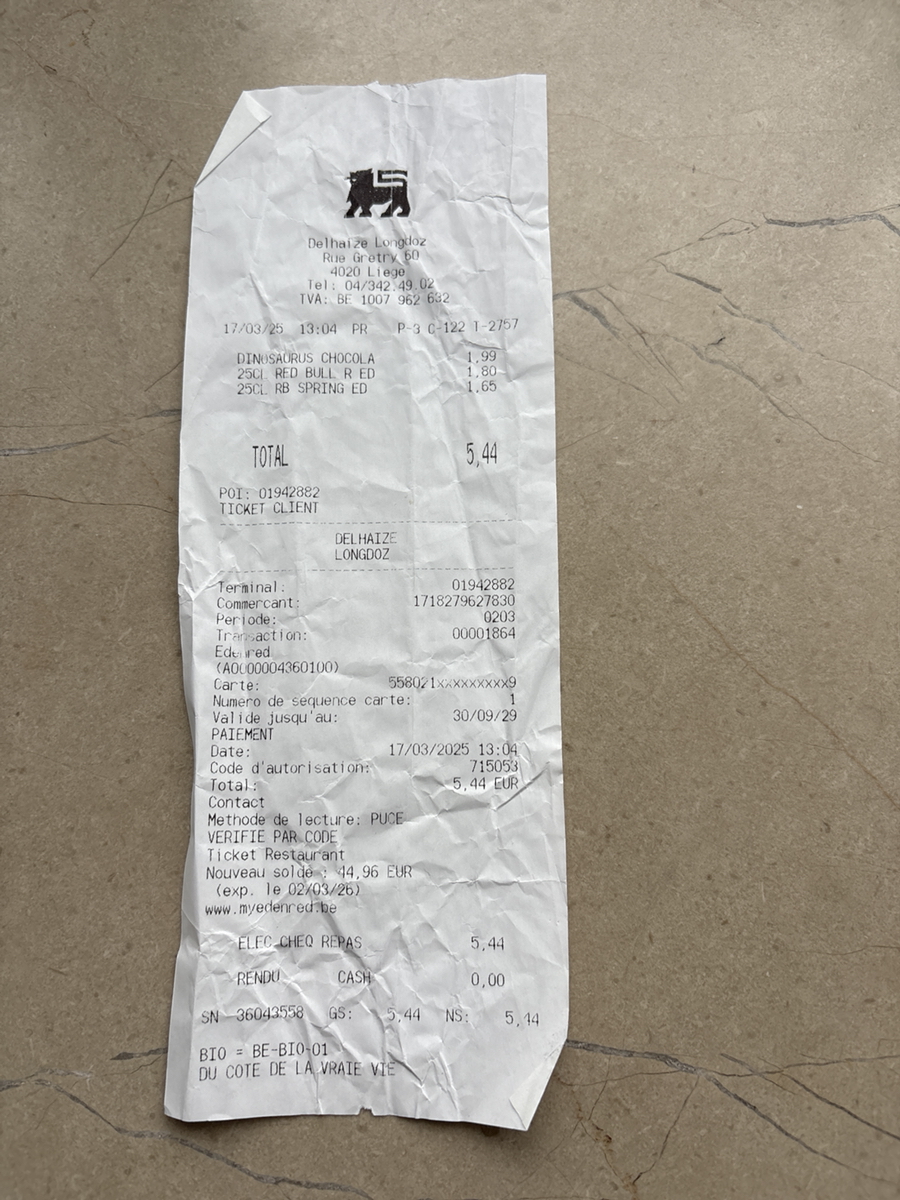 Delhaize Longdoz
Rue Gretry 60
4020 Liege
Tel: 04/342.49.02
TVA: BE 1007 962 632
17/03/25 13:04 PR P-3 C-122 T-2757
DINOSAURUS CHOCOLA 1,99
25CL RED BULL R ED 1,80
25CL RB SPRING ED 1,65
TOTAL 5,44
POI: 01942882
TICKET CLIENT
DELHAIZE
LONGDOZ
Terminal: 01942882
Commercant: 1718279627830
Periode: 0203
Transaction: 00001864
Edenred
(A0000004360100)
Carte: 558021xxxxxxxxx9
Numero de sequence carte: 1
Valide jusqu'au: 30/09/29
PAIEMENT
Date: 17/03/2025 13:04
Code d'autorisation: 715053
Total: 5,44 EUR
Contact
Methode de lecture: PUCE
VERIFIE PAR CODE
Ticket Restaurant
Nouveau solde : 44,96 EUR
(exp. le 02/03/26)
www.myedenred.be
ELEC CHEQ REPAS 5,44
RENDU CASH 0,00
SN 36043558 GS: 5,44 NS: 5,44
BIO = BE-BIO-01
DU COTE DE LA VRAIE VIE